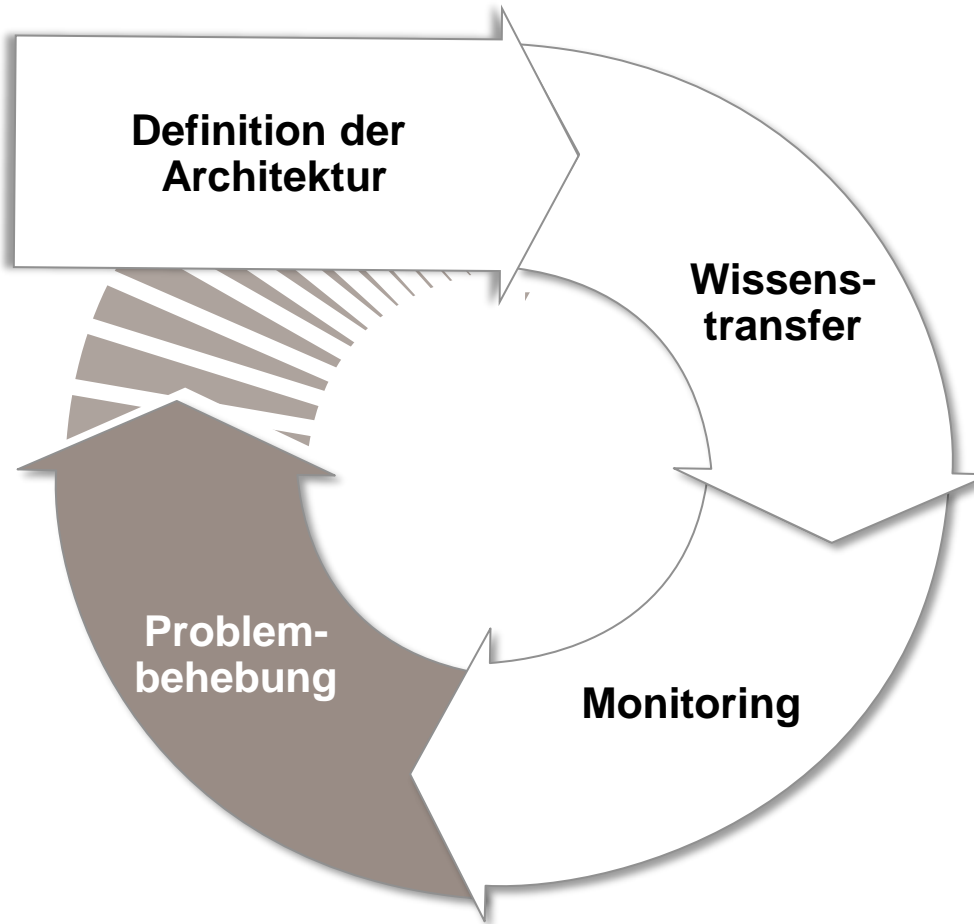 Definition der
Architektur
Wissens-
transfer
Monitoring
Problem-
behebung